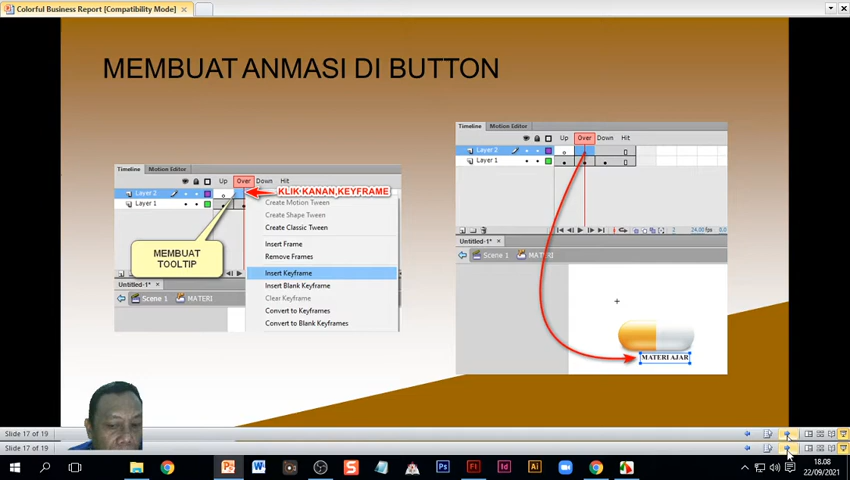 Colorful Business Report [Compatibility Mode]
MEMBUAT ANMASI DI BUTTON
Timeline
Motion Editor
Up
Over
Down
Hit
Layer 2
Layer 1
KLIK KANAN,KEYFRAME
Create Motion Tween
Create Shape Tween
Create Classic Tween
Insert Frame
Remove Frames
Insert Keyframe
Insert Blank Keyframe
Clear Keyframe
Convert to Keyframes
Convert to Blank Keyframes
MEMBUAT
TOOLTIP
Untitled-1*
Scene 1
MATERI
Timeline
Motion Editor
Up
Over
Down
Hit
Layer 2
Layer 1
2
24.00 fps
Untitled-1*
Scene 1
MATERI
MATERI AJAR
Slide 17 of 19
Slide 17 of 19
18.08
22/09/2021